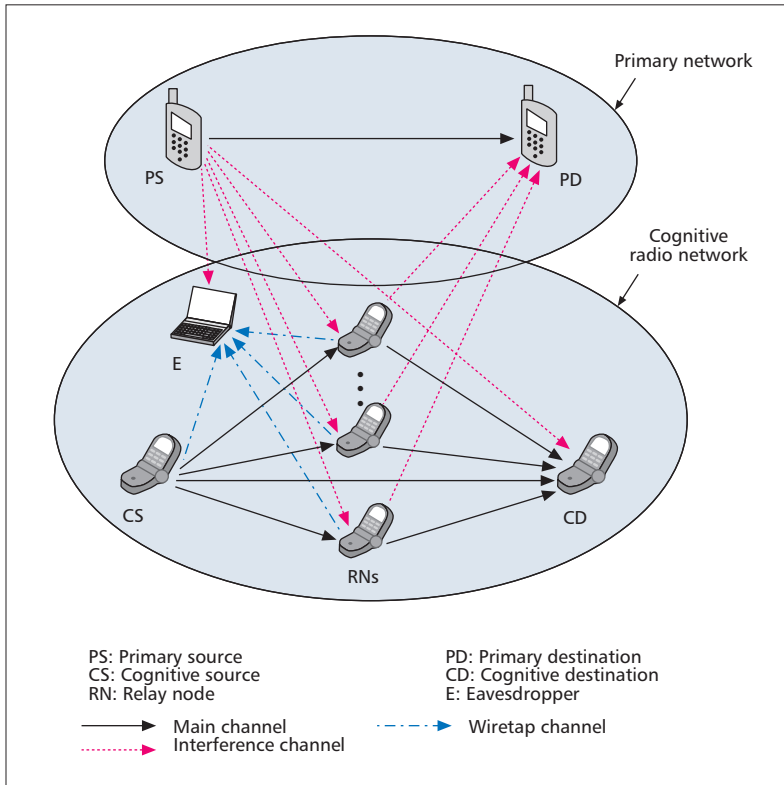 Primary network
PS
PD
Cognitive
radio network
E
CS
CD
RNs
PS: Primary source
CS: Cognitive source
RN: Relay node
PD: Primary destination
CD: Cognitive destination
E: Eavesdropper
Main channel
Interference channel
Wiretap channel